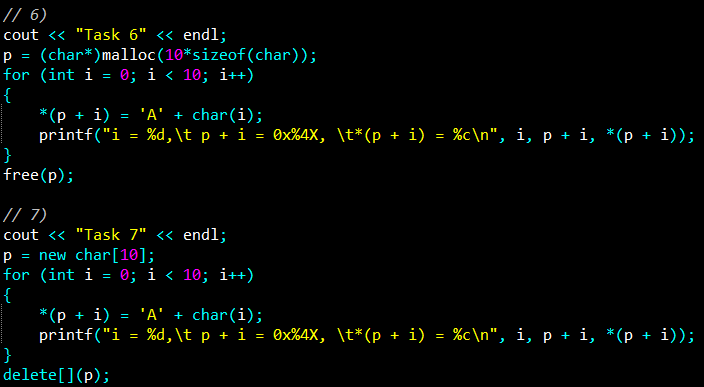 // 6)
cout << "Task 6" << endl;
p = (char*)malloc(10*sizeof(char));
for (int i = 0; i < 10; i++)
{
    *(p + i) = 'A' + char(i);
    printf("i = %d,\t p + i = 0x%4X, \t*(p + i) = %c\n", i, p + i, *(p + i));
}
free(p);

// 7)
cout << "Task 7" << endl;
p = new char[10];
for (int i = 0; i < 10; i++)
{
    *(p + i) = 'A' + char(i);
    printf("i = %d,\t p + i = 0x%4X, \t*(p + i) = %c\n", i, p + i, *(p + i));
}
delete[](p);